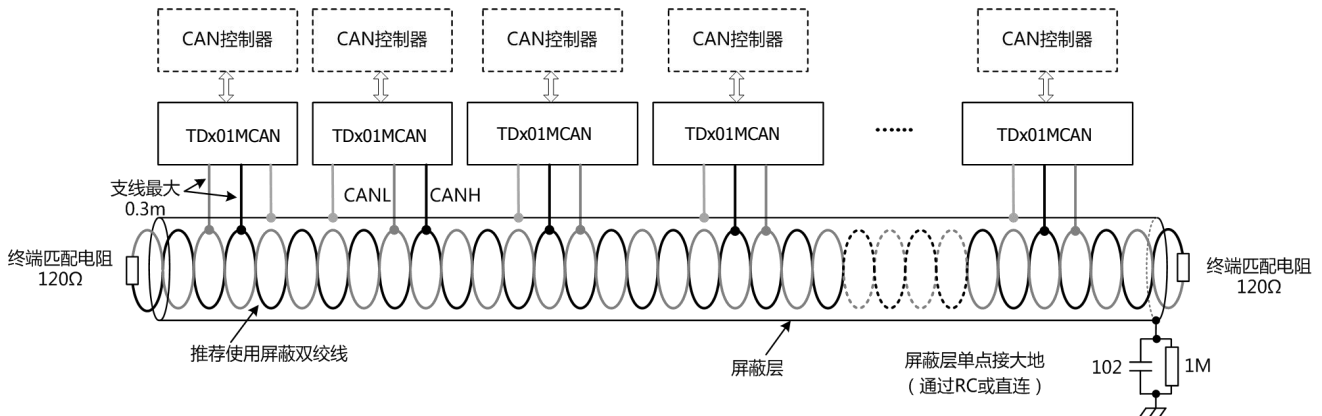 CAN控制器
CAN控制器
CAN控制器
CAN控制器
CAN控制器
TDx01MCAN
TDx01MCAN
TDx01MCAN
TDx01MCAN
......
TDx01MCAN
支线最大
0.3m
CANL
CANH
终端匹配电阻
120Ω
终端匹配电阻
120Ω
推荐使用屏蔽双绞线
屏蔽层
屏蔽层单点接大地
（通过RC或直连）
102
1M